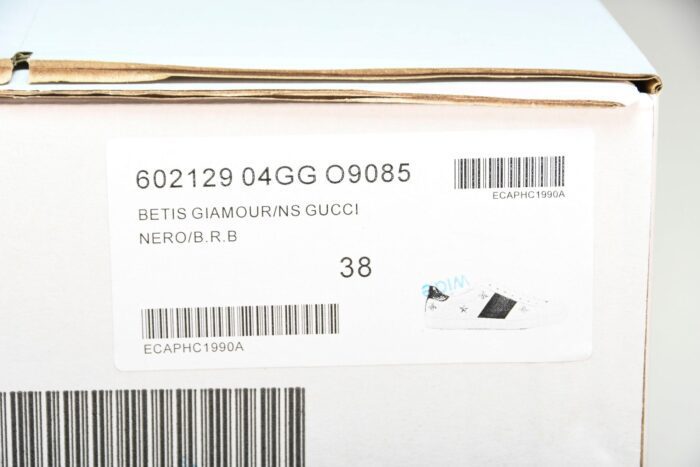 602129 04GG O9085
ECAPHC1990A
BETIS GIAMOUR/NS GUCCI
NERO/B.R.B
38
ECAPHC1990A